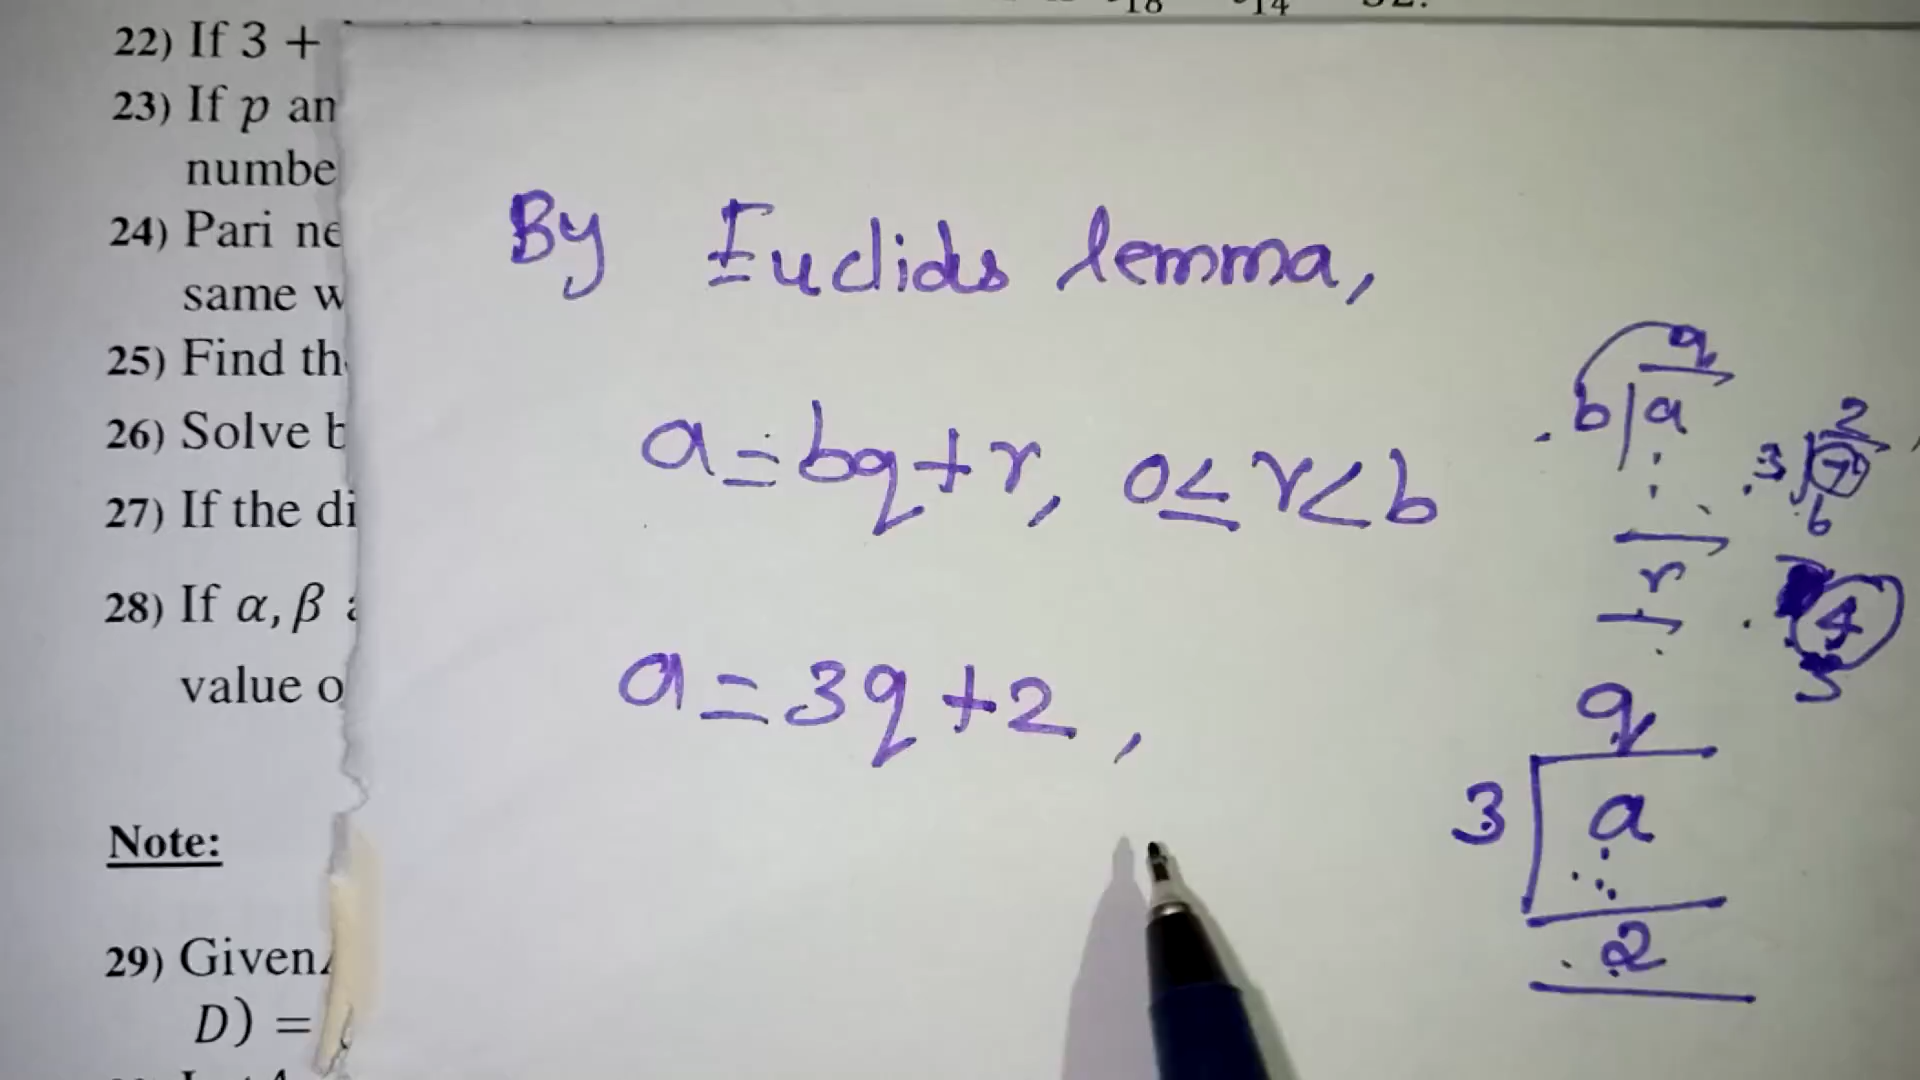 22) If 3 +
23) If p an
numbe
24) Pari ne
same w
25) Find th
26) Solve b
27) If the di
28) If α, β
value o
Note:
29) Given
D) =
By Euclids lemma,
a = bq + r, 0 ≤ r < b
a = 3q + 2,
q
b a
r
2
3 7
6
4
q
3 a
2